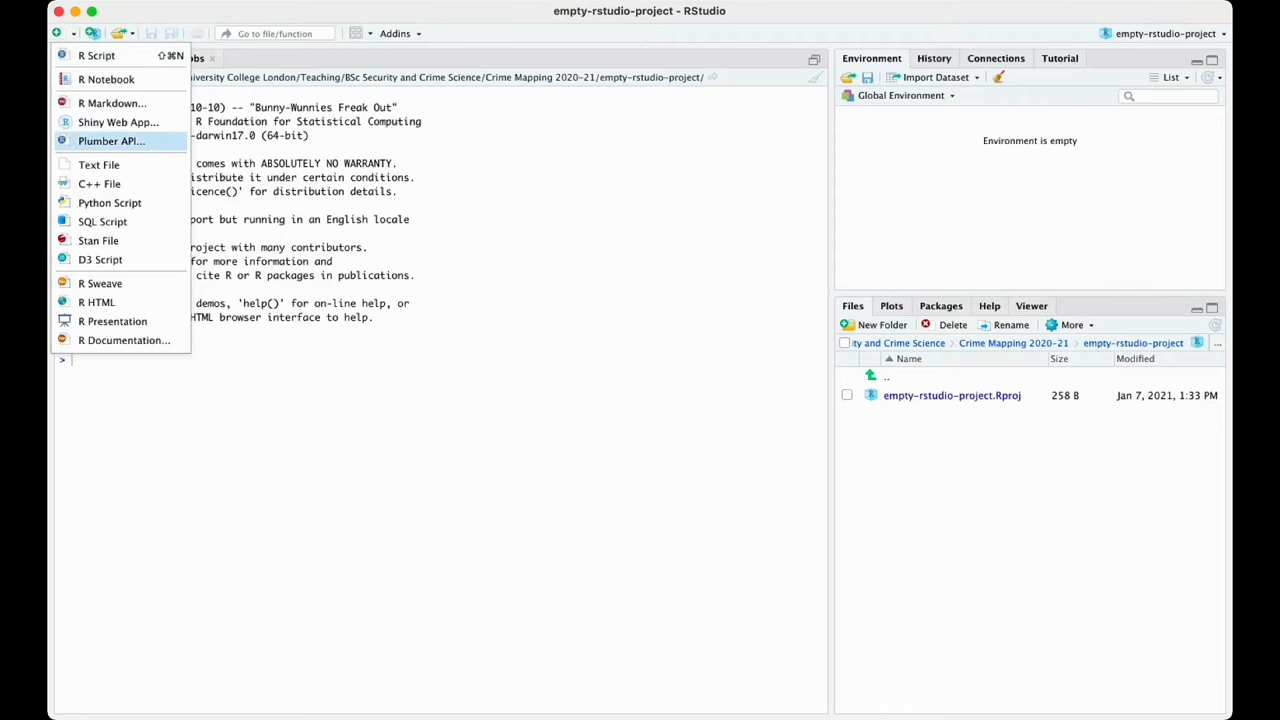 empty-rstudio-project - RStudio
Go to file/function
Addins
empty-rstudio-project
R Script ⇧⌘N
R Notebook
R Markdown...
Shiny Web App...
Plumber API...
Text File
C++ File
Python Script
SQL Script
Stan File
D3 Script
R Sweave
R HTML
R Presentation
R Documentation...
obs
iversity College London/Teaching/BSc Security and Crime Science/Crime Mapping 2020-21/empty-rstudio-project/
10-10) -- "Bunny-Wunnies Freak Out"
R Foundation for Statistical Computing
-darwin17.0 (64-bit)
comes with ABSOLUTELY NO WARRANTY.
stribute it under certain conditions.
icence()' for distribution details.
port but running in an English locale
roject with many contributors.
for more information and
cite R or R packages in publications.
demos, 'help()' for on-line help, or
HTML browser interface to help.
>
Environment History Connections Tutorial
Import Dataset List
Global Environment
Environment is empty
Files Plots Packages Help Viewer
New Folder Delete Rename More
ty and Crime Science > Crime Mapping 2020-21 > empty-rstudio-project ...
Name Size Modified
..
empty-rstudio-project.Rproj 258 B Jan 7, 2021, 1:33 PM